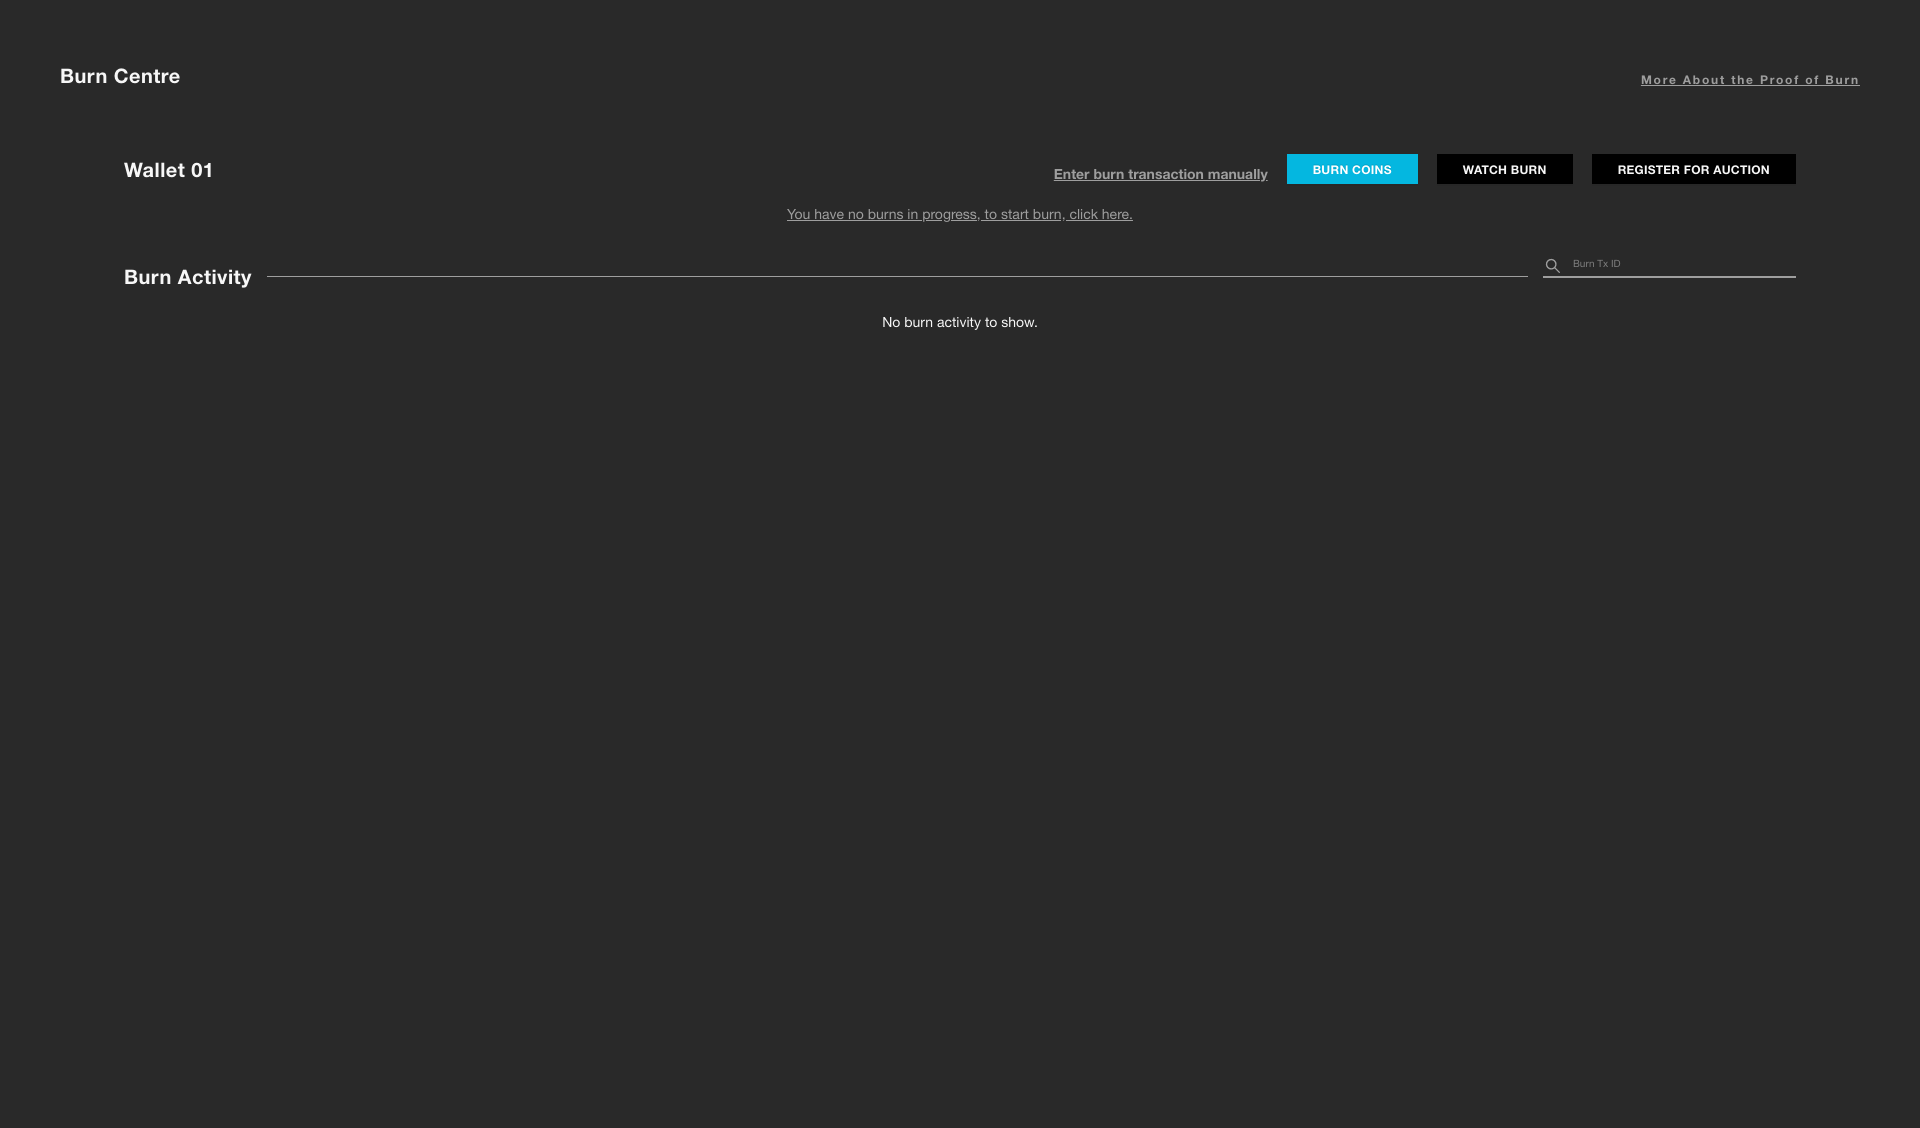 Burn Centre
More About the Proof of Burn
Wallet 01
Enter burn transaction manually
BURN COINS
WATCH BURN
REGISTER FOR AUCTION
You have no burns in progress, to start burn, click here.
Burn Activity
Burn Tx ID
No burn activity to show.